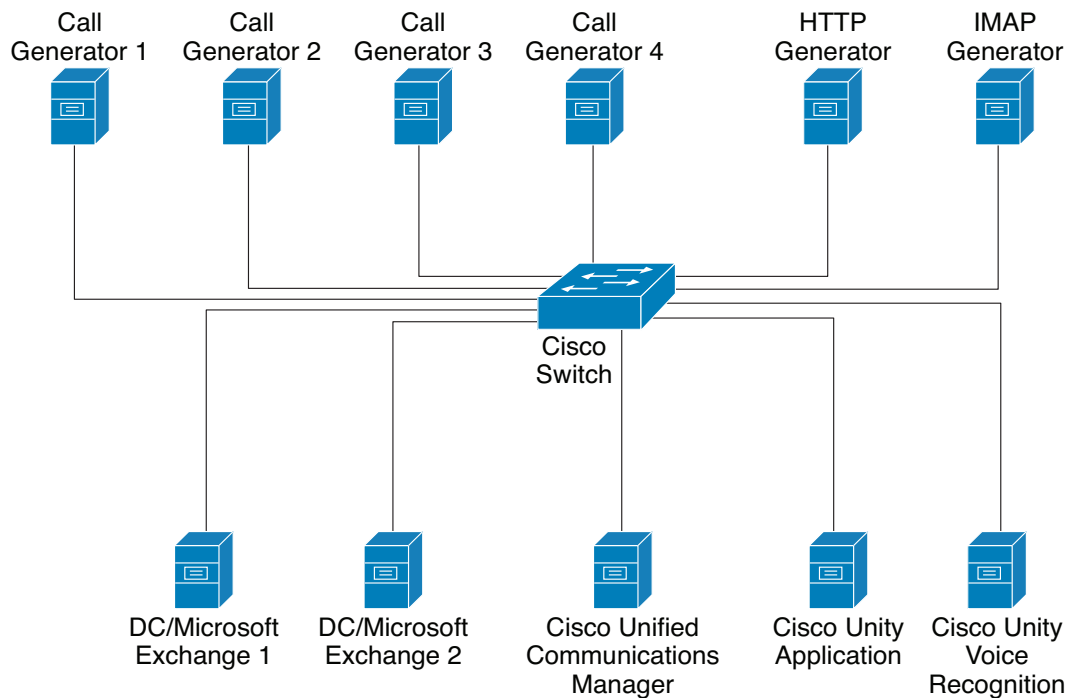 Call
Generator 1
Call
Generator 2
Call
Generator 3
Call
Generator 4
HTTP
Generator
IMAP
Generator
Cisco
Switch
DC/Microsoft
Exchange 1
DC/Microsoft
Exchange 2
Cisco Unified
Communications
Manager
Cisco Unity
Application
Cisco Unity
Voice
Recognition